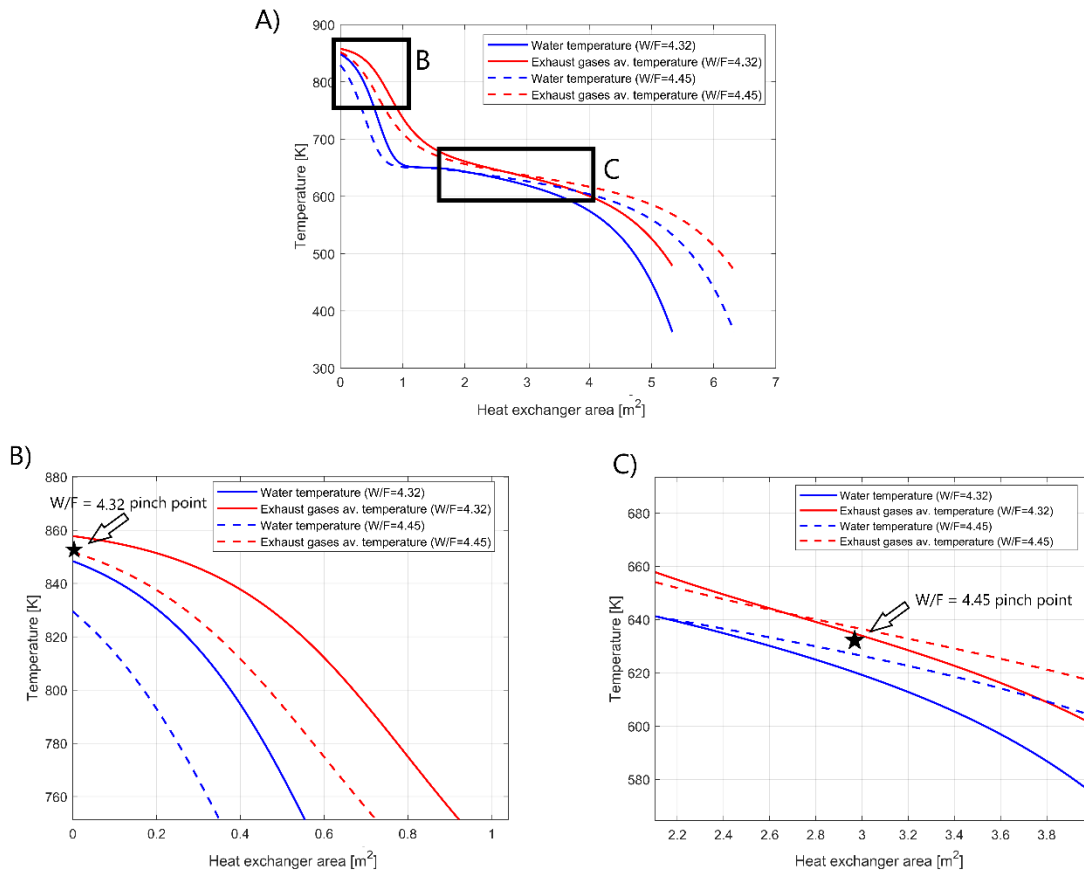 A)
900
800
700
600
500
400
300
Temperature [K]
Water temperature (W/F=4.32)
Exhaust gases av. temperature (W/F=4.32)
Water temperature (W/F=4.45)
Exhaust gases av. temperature (W/F=4.45)
B
C
0 1 2 3 4 5 6 7
Heat exchanger area [m²]
B)
880
860
840
820
800
780
760
Temperature [K]
W/F = 4.32 pinch point
Water temperature (W/F=4.32)
Exhaust gases av. temperature (W/F=4.32)
Water temperature (W/F=4.45)
Exhaust gases av. temperature (W/F=4.45)
0 0.2 0.4 0.6 0.8 1
Heat exchanger area [m²]
C)
680
660
640
620
600
580
Temperature [K]
Water temperature (W/F=4.32)
Exhaust gases av. temperature (W/F=4.32)
Water temperature (W/F=4.45)
Exhaust gases av. temperature (W/F=4.45)
W/F = 4.45 pinch point
2.2 2.4 2.6 2.8 3 3.2 3.4 3.6 3.8
Heat exchanger area [m²]